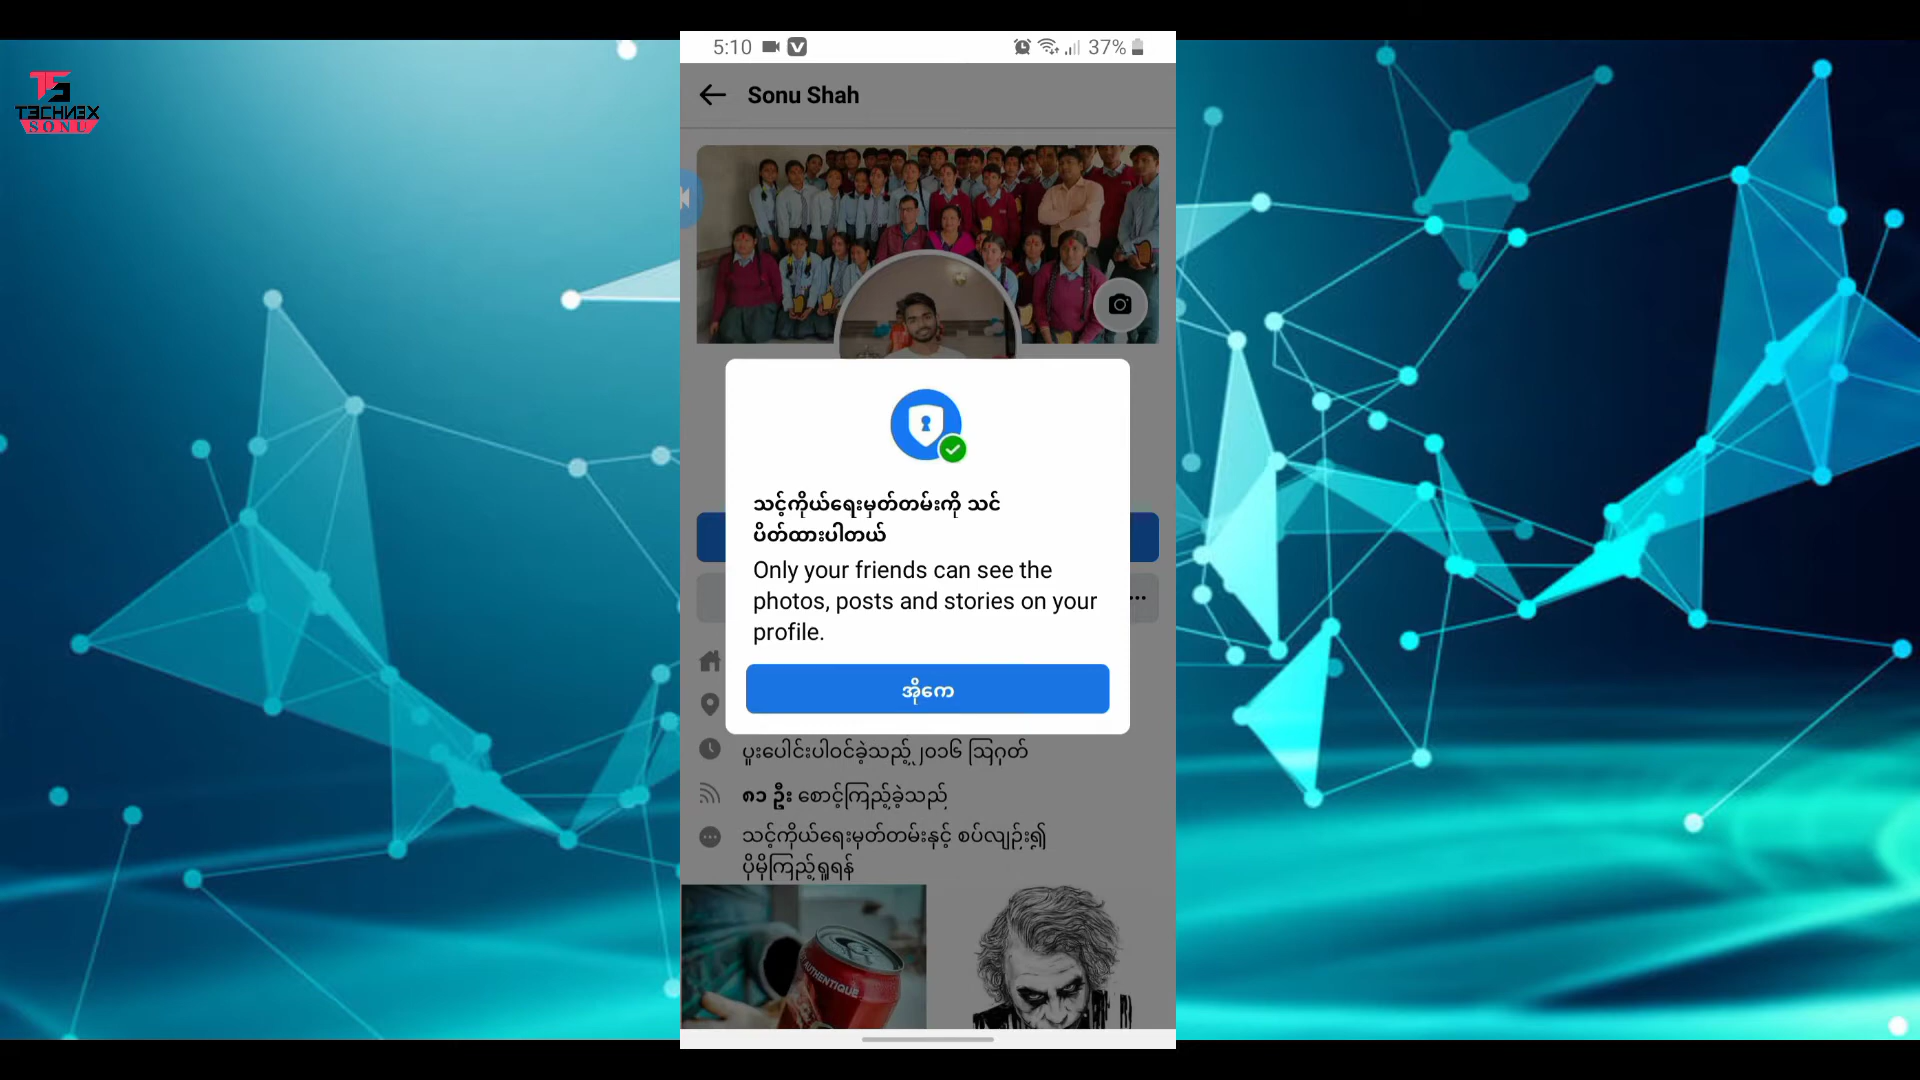 TS
T3CHN3X
SONU
5:10
37%
Sonu Shah
သင့်ကိုယ်ရေးမှတ်တမ်းကို သင်
ပိတ်ထားပါတယ်
Only your friends can see the
photos, posts and stories on your
profile.
အိုကေ
ပူးပေါင်းပါဝင်ခဲ့သည့် ၂၀၁၆ ဩဂုတ်
၈၁ ဦး စောင့်ကြည့်ခဲ့သည်
သင့်ကိုယ်ရေးမှတ်တမ်းနှင့် စပ်လျဉ်း၍
ပိုမိုကြည့်ရှုရန်
AUTHENTIQUE